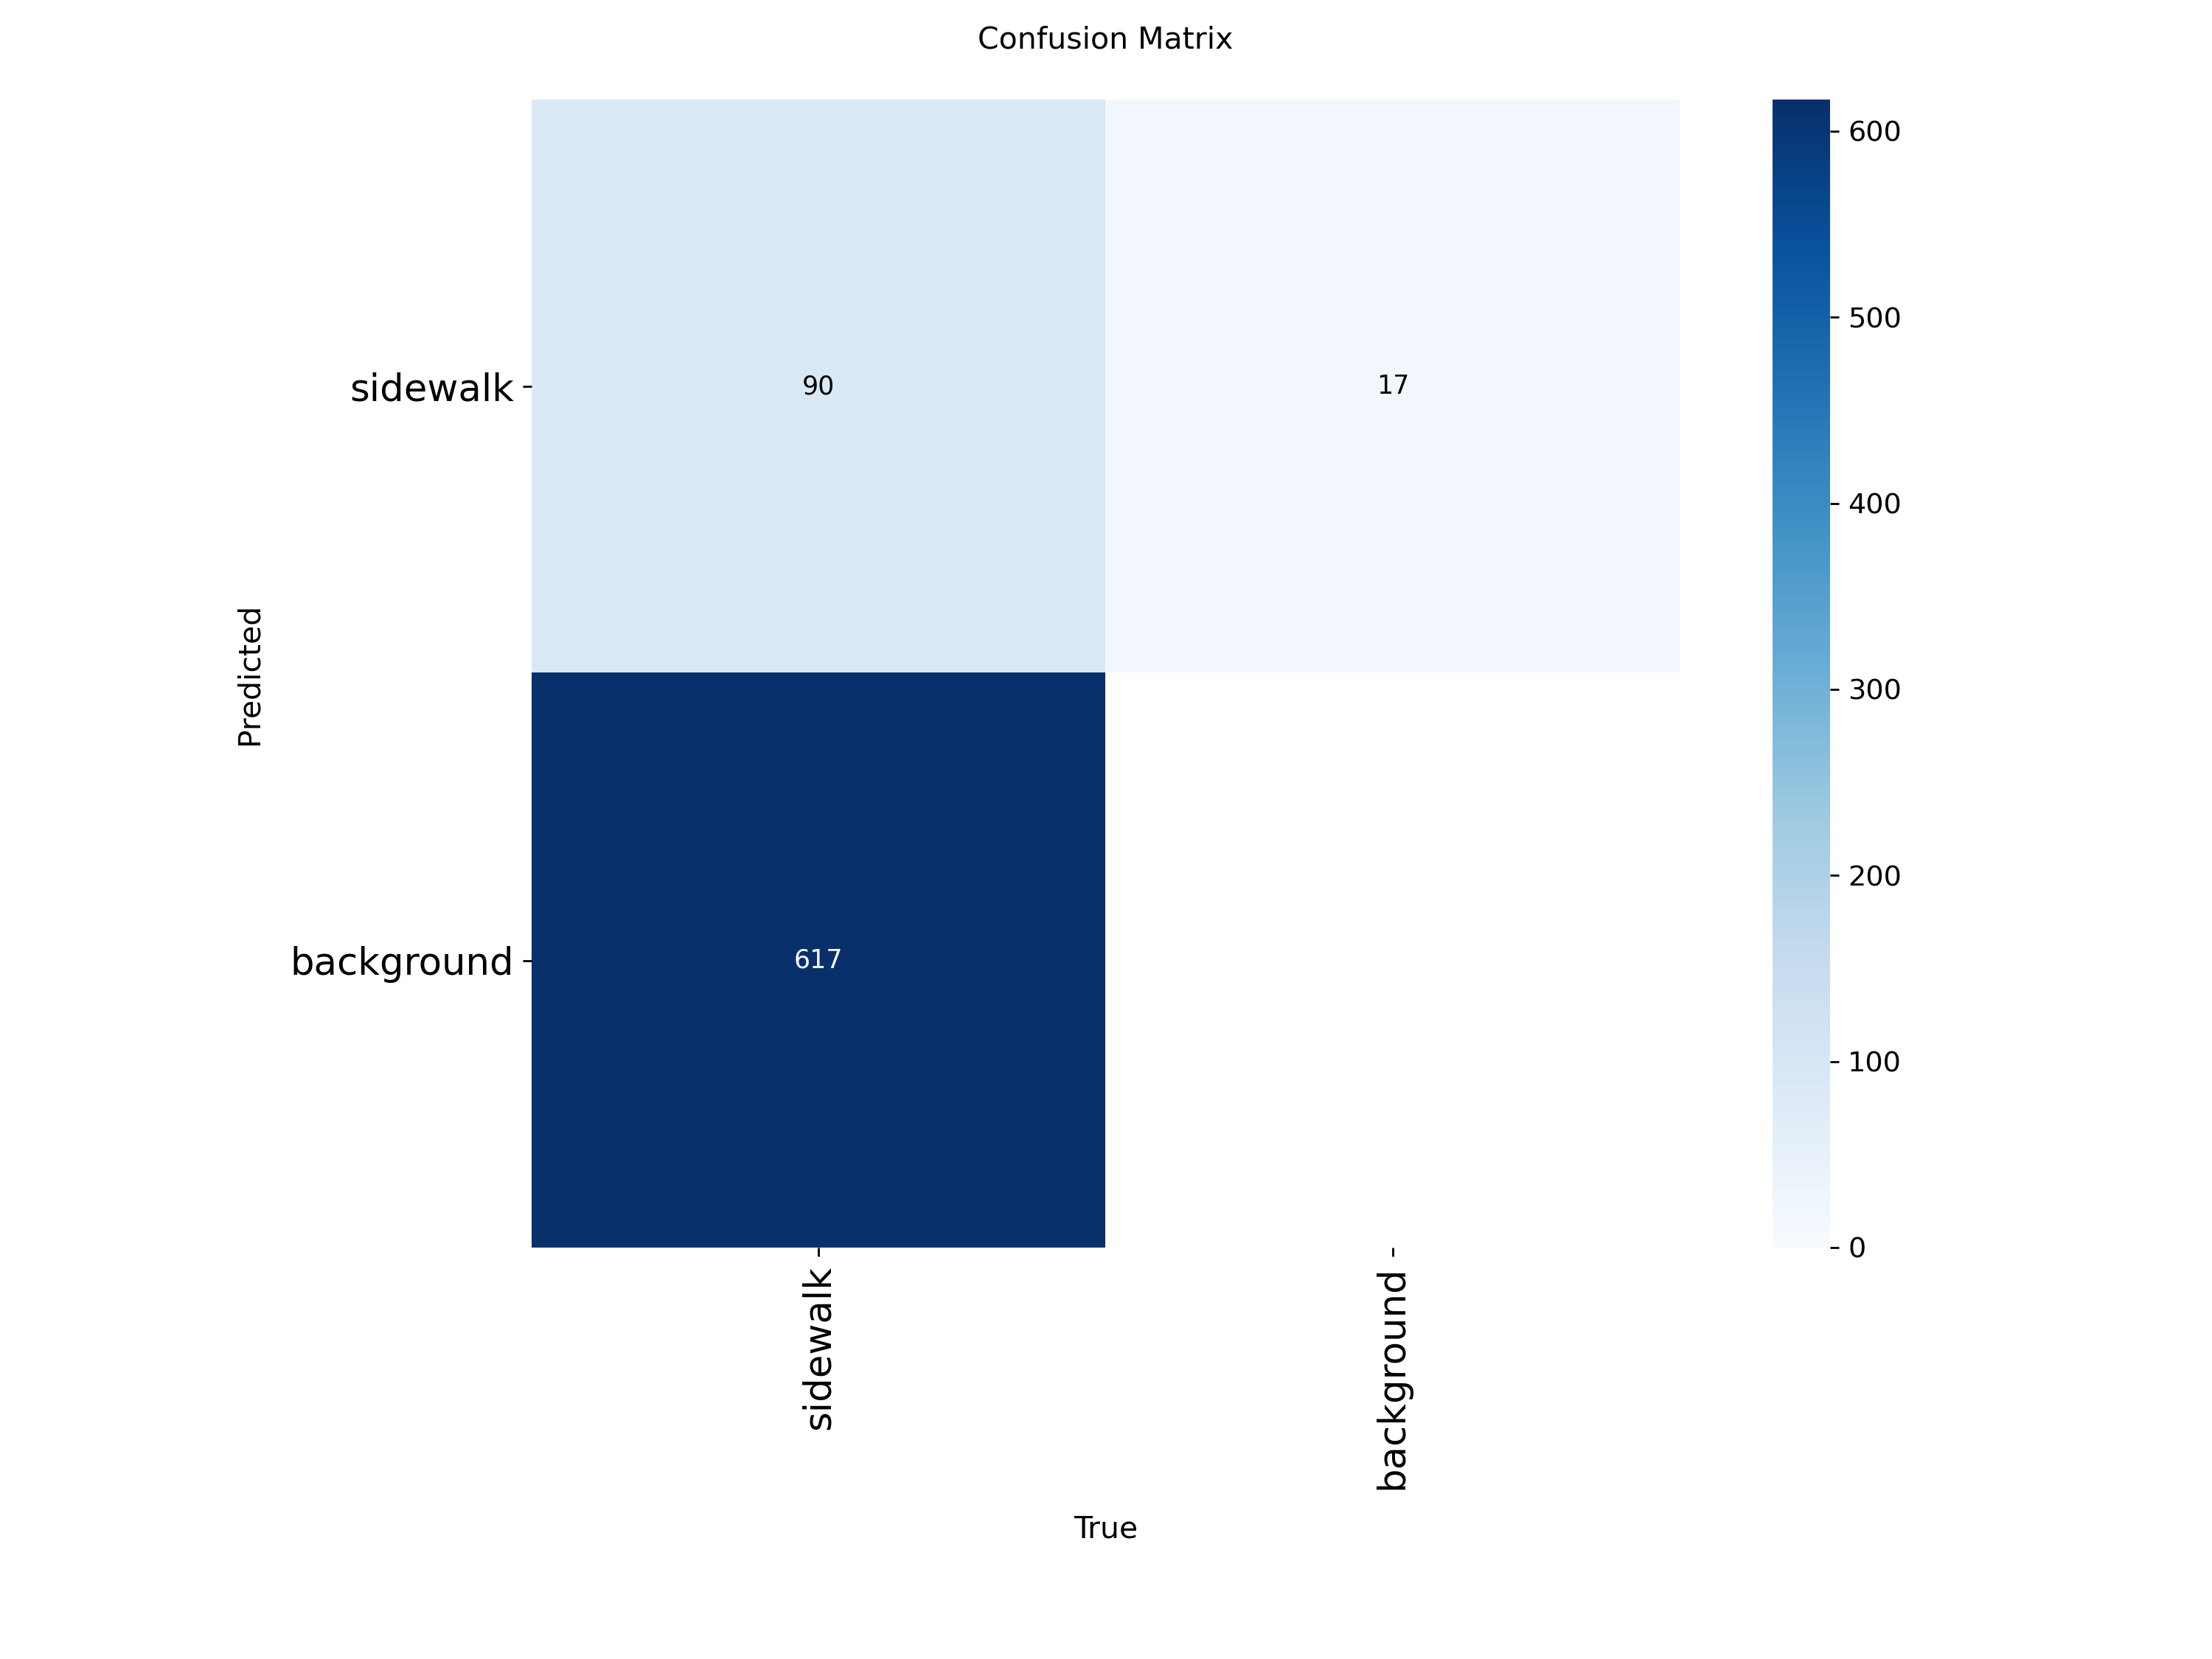 Confusion Matrix
sidewalk
90
17
Predicted
background
617
sidewalk
background
True
600
500
400
300
200
100
0